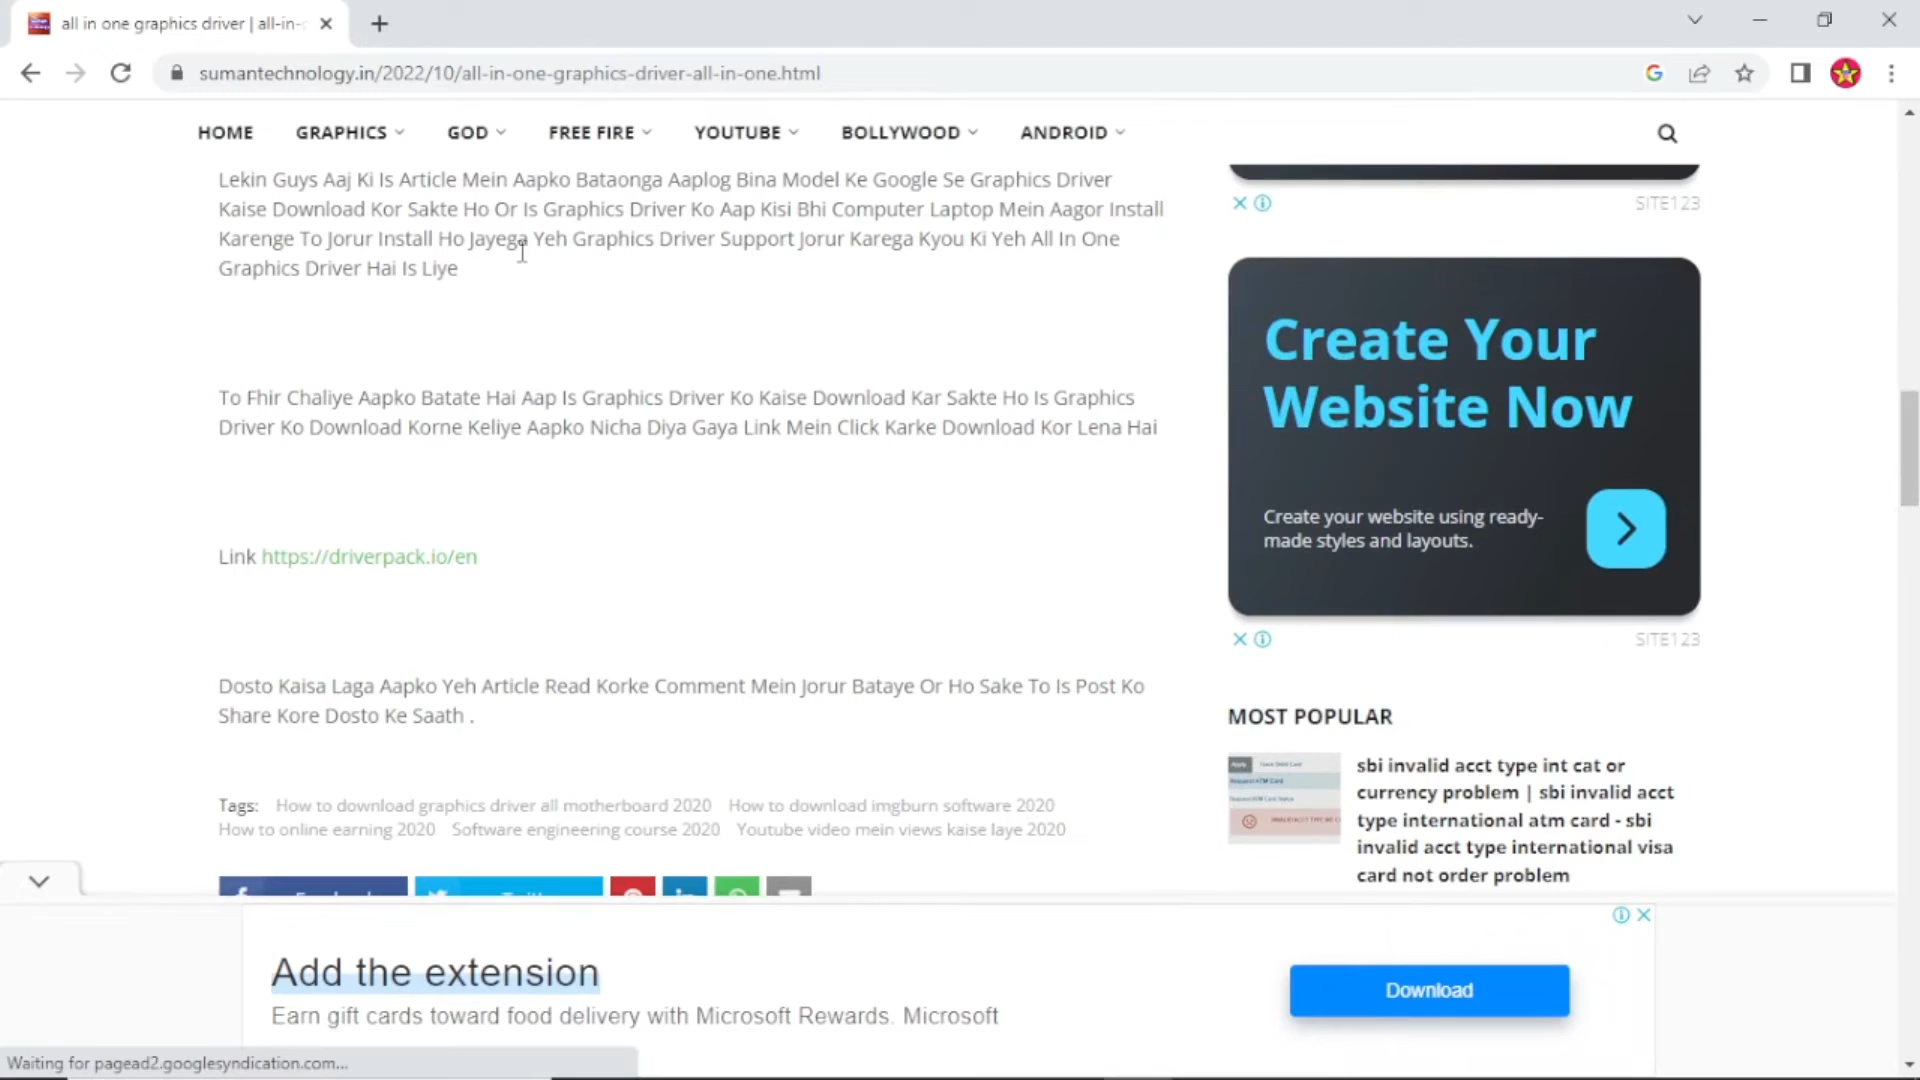 all in one graphics driver | all-in-
sumantechnology.in/2022/10/all-in-one-graphics-driver-all-in-one.html
HOME GRAPHICS GOD FREE FIRE YOUTUBE BOLLYWOOD ANDROID
Lekin Guys Aaj Ki Is Article Mein Aapko Bataonga Aaplog Bina Model Ke Google Se Graphics Driver
Kaise Download Kor Sakte Ho Or Is Graphics Driver Ko Aap Kisi Bhi Computer Laptop Mein Aagor Install
Karenge To Jorur Install Ho Jayega Yeh Graphics Driver Support Jorur Karega Kyou Ki Yeh All In One
Graphics Driver Hai Is Liye
To Fhir Chaliye Aapko Batate Hai Aap Is Graphics Driver Ko Kaise Download Kar Sakte Ho Is Graphics
Driver Ko Download Korne Keliye Aapko Nicha Diya Gaya Link Mein Click Karke Download Kor Lena Hai
Link https://driverpack.io/en
Dosto Kaisa Laga Aapko Yeh Article Read Korke Comment Mein Jorur Bataye Or Ho Sake To Is Post Ko
Share Kore Dosto Ke Saath .
Tags: How to download graphics driver all motherboard 2020 How to download imgburn software 2020
How to online earning 2020 Software engineering course 2020 Youtube video mein views kaise laye 2020
SITE123
Create Your
Website Now
Create your website using ready-
made styles and layouts.
SITE123
MOST POPULAR
sbi invalid acct type int cat or
currency problem | sbi invalid acct
type international atm card - sbi
invalid acct type international visa
card not order problem
Add the extension
Earn gift cards toward food delivery with Microsoft Rewards. Microsoft
Download
Waiting for pagead2.googlesyndication.com...